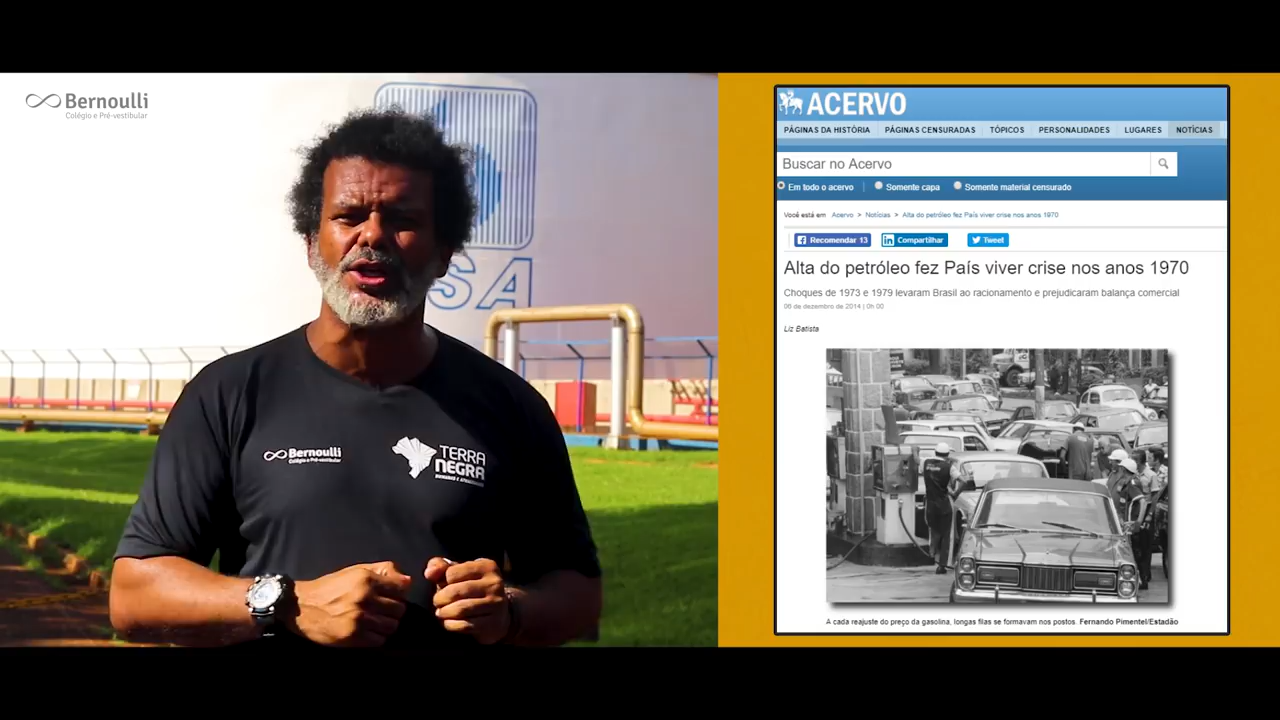 Bernoulli
Colégio e Pré-vestibular
SA
Bernoulli
Colégio e Pré-vestibular
TERRA
NEGRA
ACERVO
PÁGINAS DA HISTÓRIA PÁGINAS CENSURADAS TÓPICOS PERSONALIDADES LUGARES NOTÍCIAS
Buscar no Acervo
Em todo o acervo Somente capa Somente material censurado
Você está em Acervo > Notícias > Alta do petróleo fez País viver crise nos anos 1970
Recomendar 13 in Compartilhar Tweet
Alta do petróleo fez País viver crise nos anos 1970
Choques de 1973 e 1979 levaram Brasil ao racionamento e prejudicaram balança comercial
06 de dezembro de 2014 | 0h 00
Liz Batista
A cada reajuste do preço da gasolina, longas filas se formavam nos postos. Fernando Pimentel/Estadão